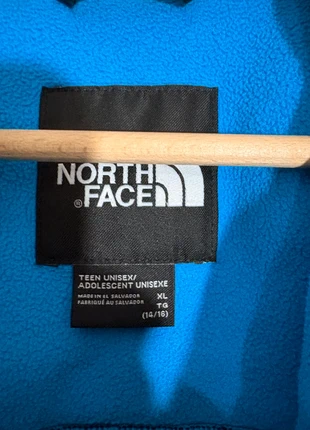 NORTH
® FACE
TEEN UNISEX/
ADOLESCENT UNISEXE
MADE IN EL SALVADOR XL
FABRIQUÉ AU SALVADOR TG
(14/16)